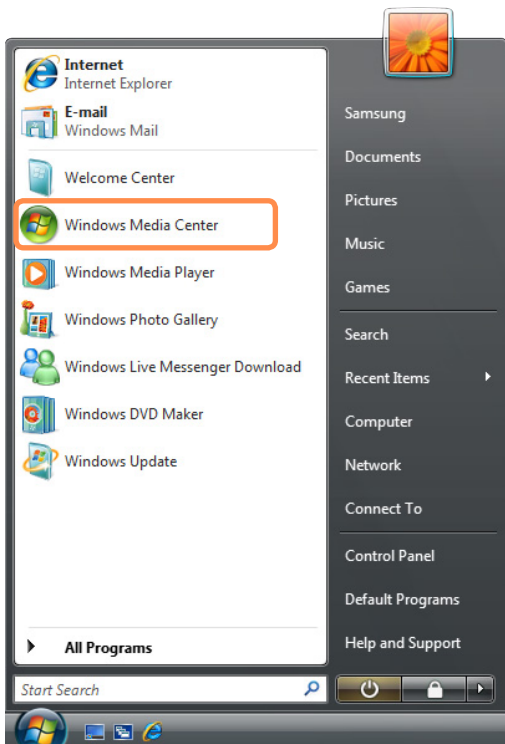 Internet
Internet Explorer
E-mail
Windows Mail
Welcome Center
Windows Media Center
Windows Media Player
Windows Photo Gallery
Windows Live Messenger Download
Windows DVD Maker
Windows Update
All Programs
Start Search
Samsung
Documents
Pictures
Music
Games
Search
Recent Items
Computer
Network
Connect To
Control Panel
Default Programs
Help and Support